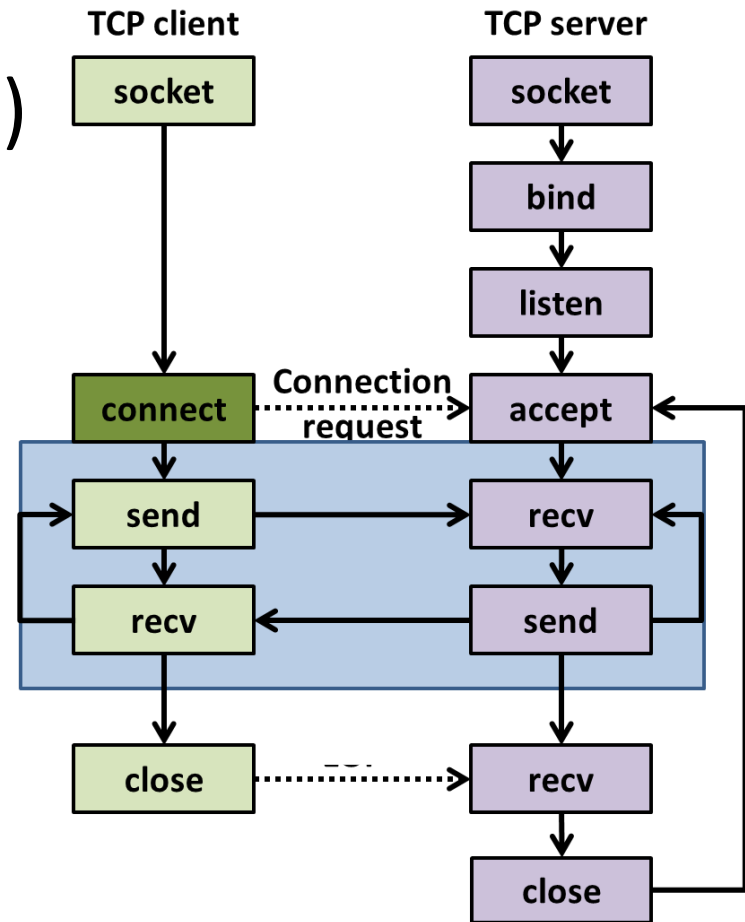 TCP client
TCP server
)
socket
socket
bind
listen
Connection
connect
accept
request
send
recv
recv
send
close
recv
close